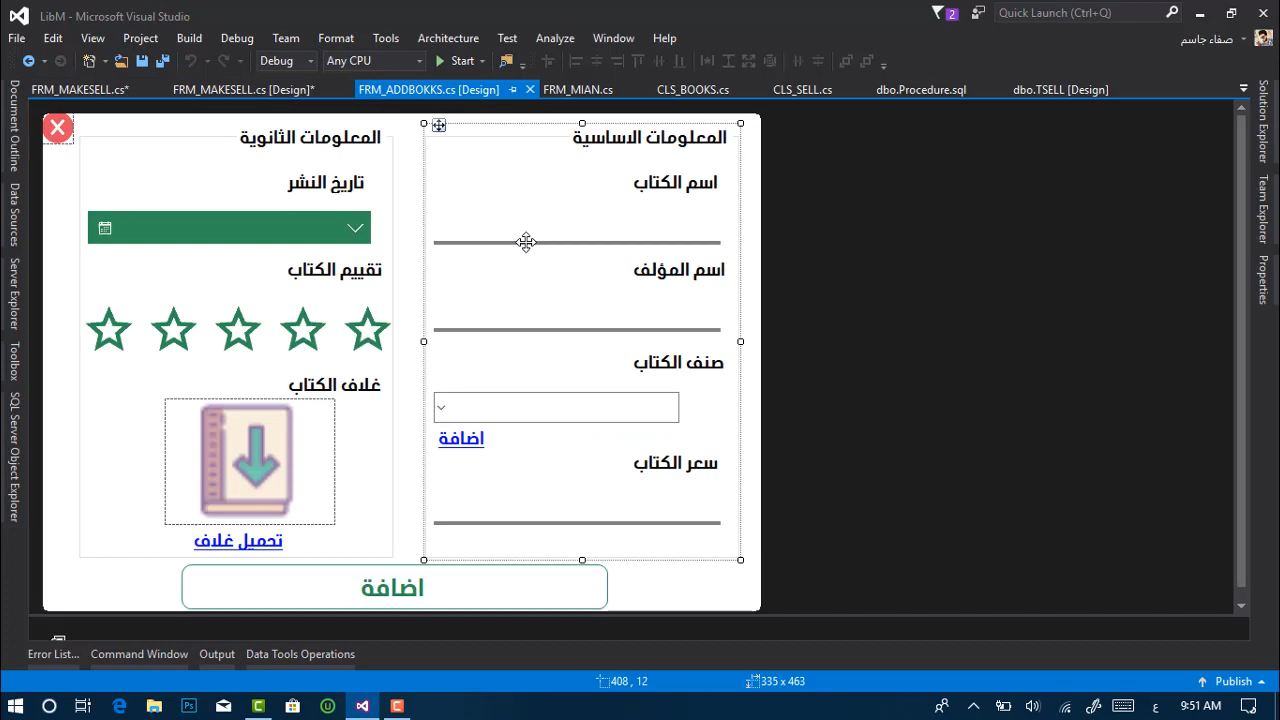 LibM - Microsoft Visual Studio
2
Quick Launch (Ctrl+Q)
File Edit View Project Build Debug Team Format Tools Architecture Test Analyze Window Help
صفاء جاسم
Debug Any CPU Start
FRM_MAKESELL.cs* FRM_MAKESELL.cs [Design]* FRM_ADDBOKKS.cs [Design] FRM_MIAN.cs CLS_BOOKS.cs CLS_SELL.cs dbo.Procedure.sql dbo.TSELL [Design]
Document Outline
Data Sources
Server Explorer
Toolbox
SQL Server Object Explorer
المعلومات الاساسية
اسم الكتاب
اسم المؤلف
صنف الكتاب
اضافة
سعر الكتاب
المعلومات الثانوية
تاريخ النشر
تقييم الكتاب
غلاف الكتاب
تحميل غلاف
اضافة
Solution Explorer
Team Explorer
Properties
Error List... Command Window Output Data Tools Operations
408 , 12 335 x 463 Publish
ع 9:51 AM